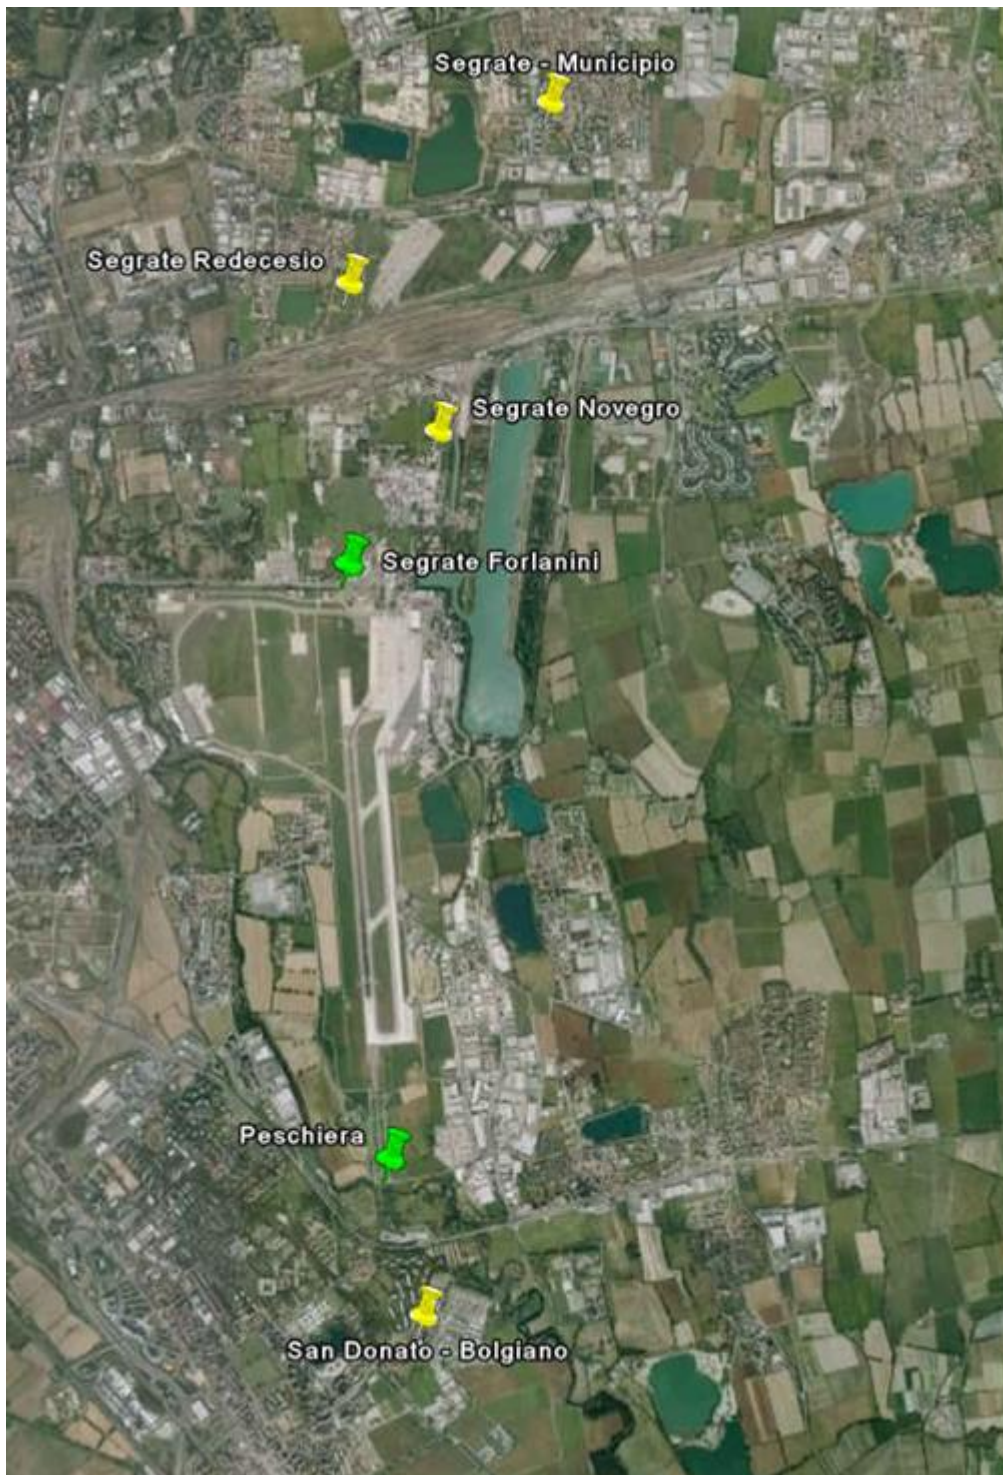 Segrate - Municipio
Segrate Redecesio
Segrate Novegro
Segrate Forlanini
Peschiera
San Donato - Bolgiano